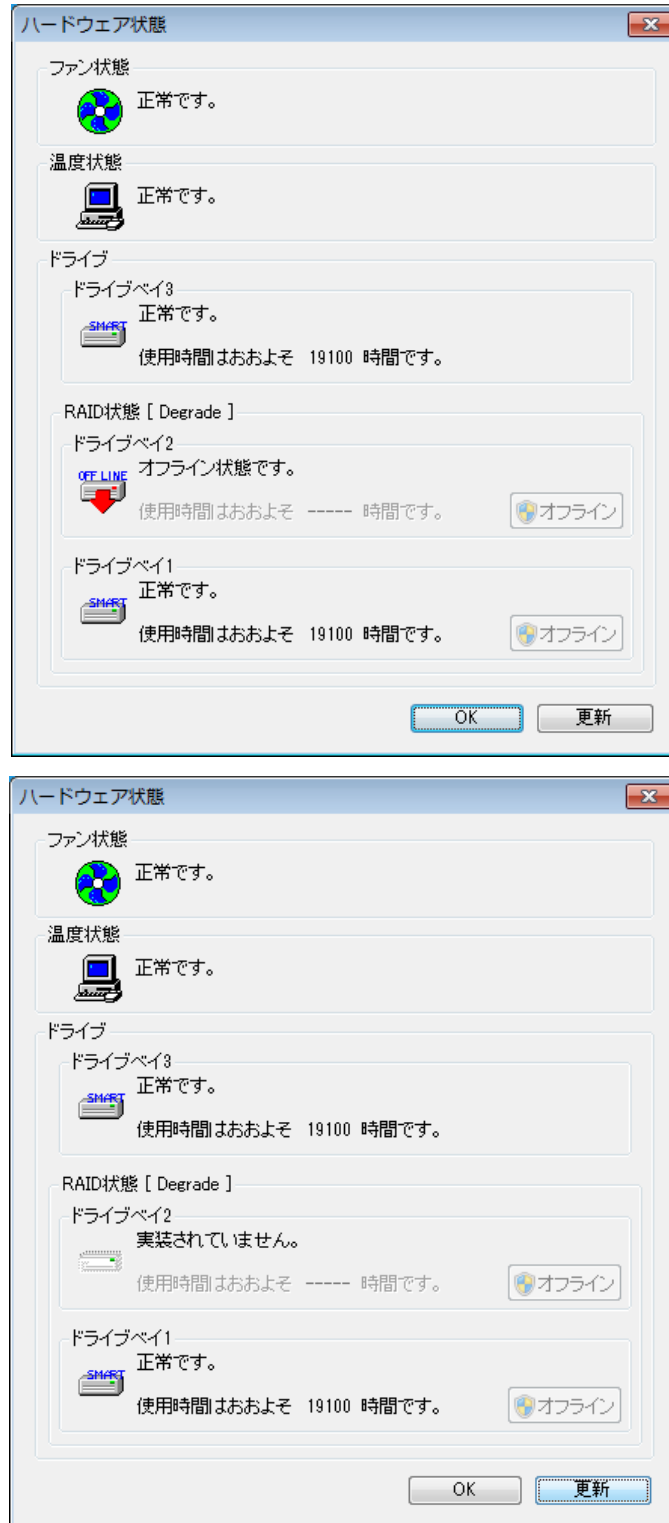 ハードウェア状態
ファン状態
正常です。
温度状態
正常です。
ドライブ
ドライブベイ3
SMART
正常です。
使用時間はおおよそ 19100 時間です。
RAID状態 [ Degrade ]
ドライブベイ2
OFF LINE
オフライン状態です。
使用時間はおおよそ ----- 時間です。
オフライン
ドライブベイ1
SMART
正常です。
使用時間はおおよそ 19100 時間です。
オフライン
OK
更新
ハードウェア状態
ファン状態
正常です。
温度状態
正常です。
ドライブ
ドライブベイ3
SMART
正常です。
使用時間はおおよそ 19100 時間です。
RAID状態 [ Degrade ]
ドライブベイ2
実装されていません。
使用時間はおおよそ ----- 時間です。
オフライン
ドライブベイ1
SMART
正常です。
使用時間はおおよそ 19100 時間です。
オフライン
OK
更新